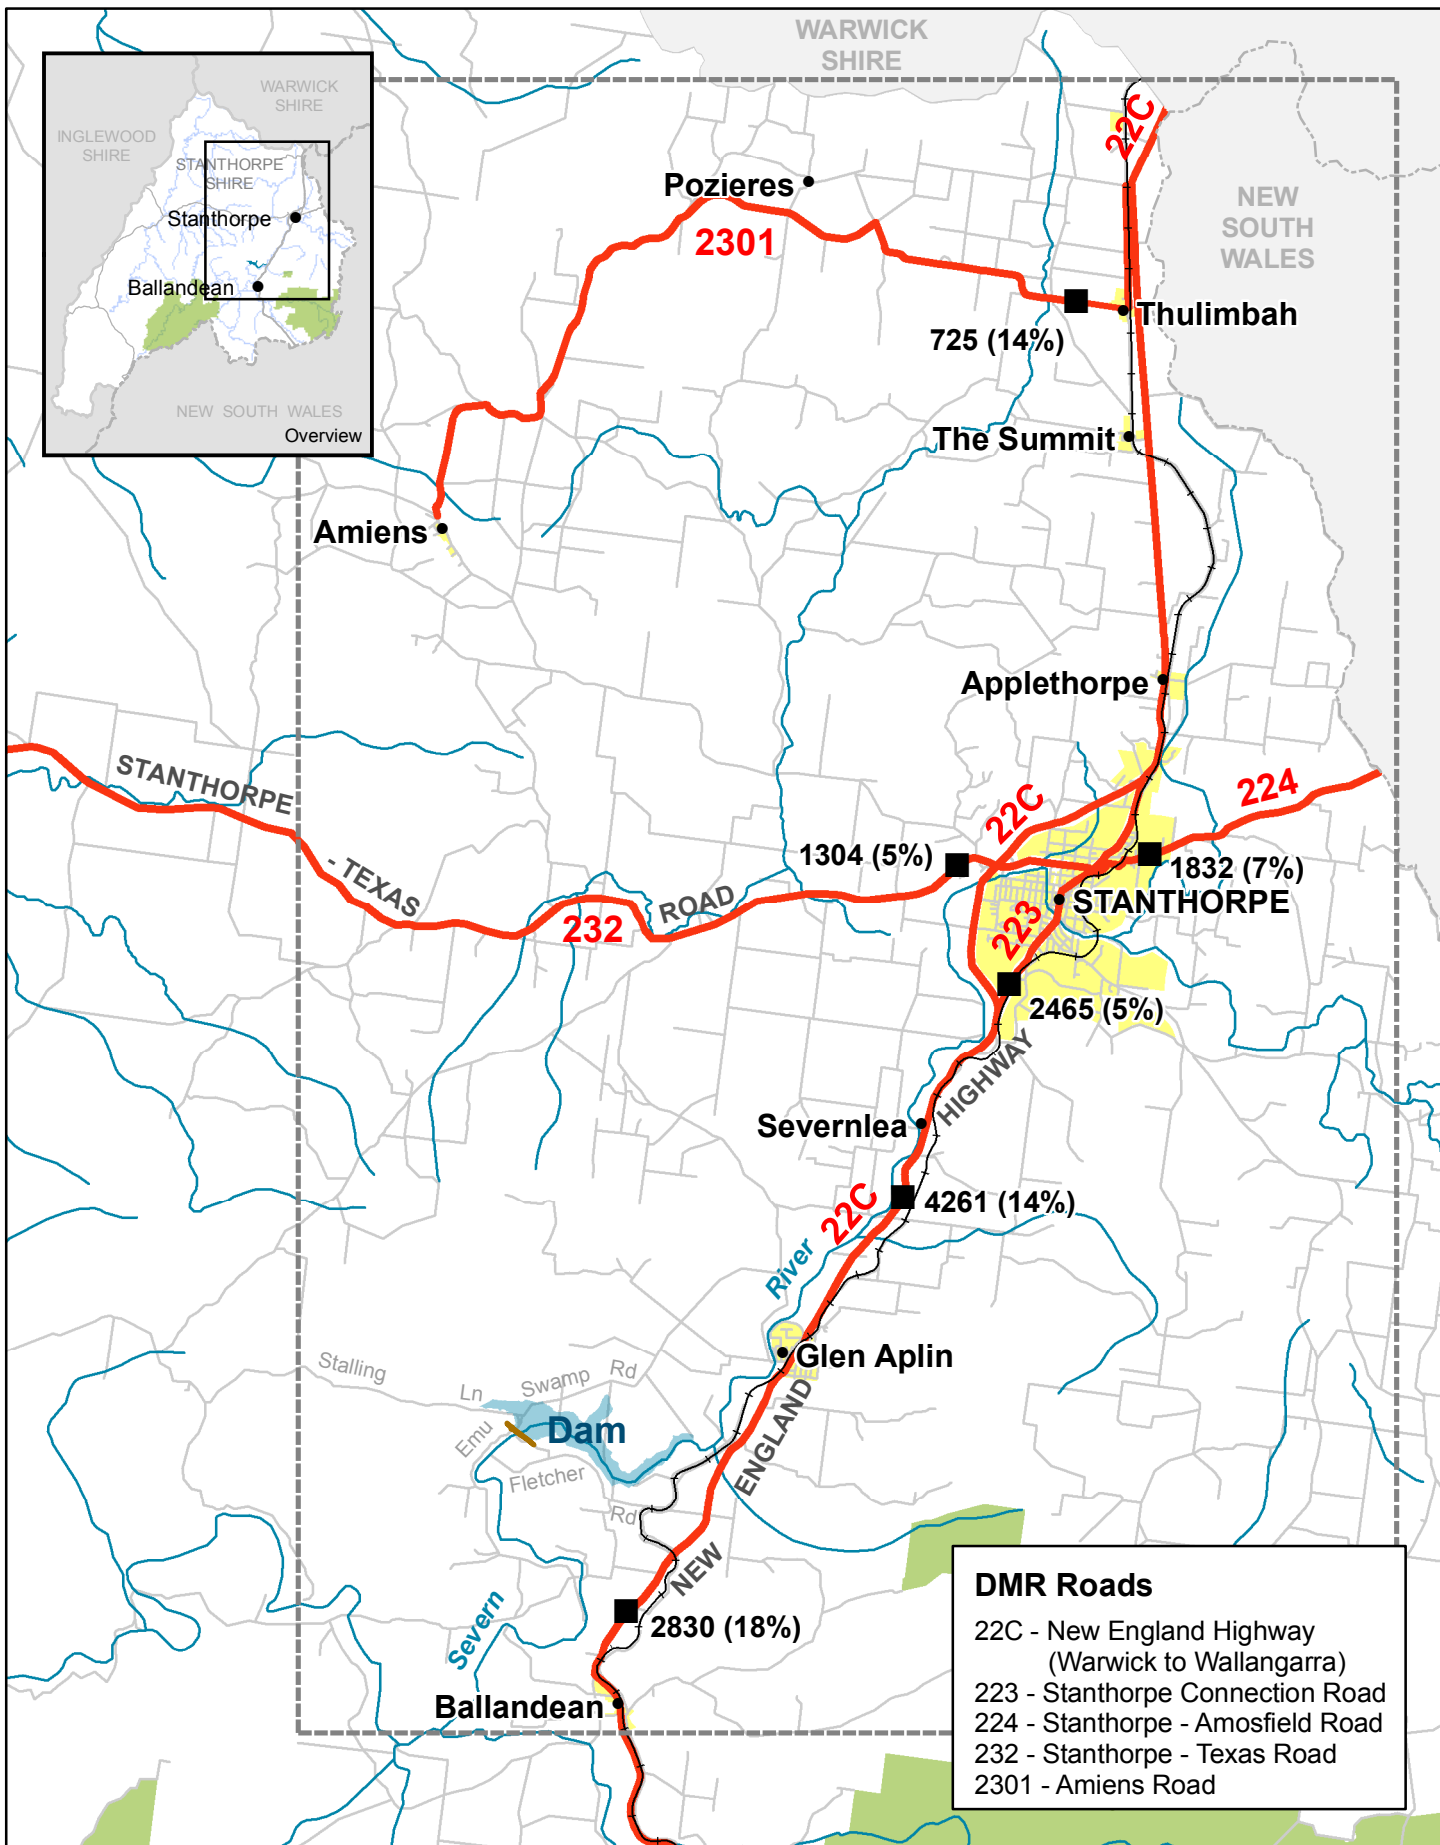 WARWICK
SHIRE
WARWICK
SHIRE
INGLEWOOD
SHIRE
STANTHORPE
SHIRE
Stanthorpe
Ballandean
NEW SOUTH WALES
Overview
22C
Pozieres
2301
NEW
SOUTH
WALES
Thulimbah
725 (14%)
The Summit
Amiens
Applethorpe
STANTHORPE
- TEXAS
ROAD
232
22C
224
1304 (5%)
1832 (7%)
STANTHORPE
223
2465 (5%)
HIGHWAY
Severnlea
4261 (14%)
22C
River
Glen Aplin
Stalling
Ln
Swamp
Rd
Emu
Dam
Fletcher
Rd
ENGLAND
NEW
2830 (18%)
Severn
Ballandean
DMR Roads
22C - New England Highway
(Warwick to Wallangarra)
223 - Stanthorpe Connection Road
224 - Stanthorpe - Amosfield Road
232 - Stanthorpe - Texas Road
2301 - Amiens Road